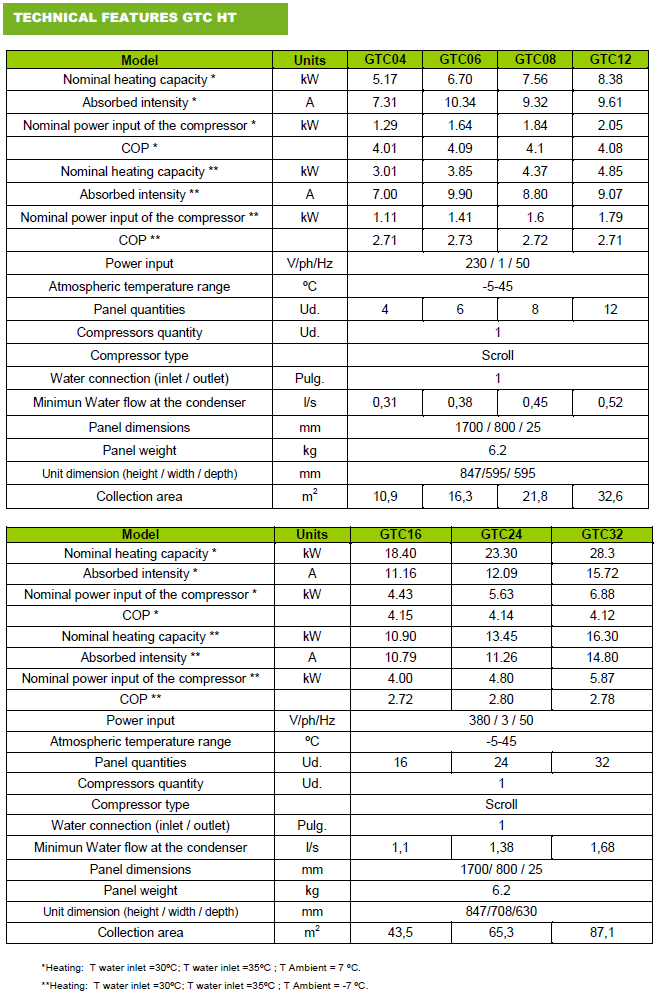 TECHNICAL FEATURES GTC HT
Model Units GTC04 GTC06 GTC08 GTC12
Nominal heating capacity * kW 5.17 6.70 7.56 8.38
Absorbed intensity * A 7.31 10.34 9.32 9.61
Nominal power input of the compressor * kW 1.29 1.64 1.84 2.05
COP * 4.01 4.09 4.1 4.08
Nominal heating capacity ** kW 3.01 3.85 4.37 4.85
Absorbed intensity ** A 7.00 9.90 8.80 9.07
Nominal power input of the compressor ** kW 1.11 1.41 1.6 1.79
COP ** 2.71 2.73 2.72 2.71
Power input V/ph/Hz 230 / 1 / 50
Atmospheric temperature range ºC -5-45
Panel quantities Ud. 4 6 8 12
Compressors quantity Ud. 1
Compressor type Scroll
Water connection (inlet / outlet) Pulg. 1
Minimun Water flow at the condenser l/s 0,31 0,38 0,45 0,52
Panel dimensions mm 1700 / 800 / 25
Panel weight kg 6.2
Unit dimension (height / width / depth) mm 847/595/ 595
Collection area m² 10,9 16,3 21,8 32,6
Model Units GTC16 GTC24 GTC32
Nominal heating capacity * kW 18.40 23.30 28.3
Absorbed intensity * A 11.16 12.09 15.72
Nominal power input of the compressor * kW 4.43 5.63 6.88
COP * 4.15 4.14 4.12
Nominal heating capacity ** kW 10.90 13.45 16.30
Absorbed intensity ** A 10.79 11.26 14.80
Nominal power input of the compressor ** kW 4.00 4.80 5.87
COP ** 2.72 2.80 2.78
Power input V/ph/Hz 380 / 3 / 50
Atmospheric temperature range ºC -5-45
Panel quantities Ud. 16 24 32
Compressors quantity Ud. 1
Compressor type Scroll
Water connection (inlet / outlet) Pulg. 1
Minimun Water flow at the condenser l/s 1,1 1,38 1,68
Panel dimensions mm 1700/ 800 / 25
Panel weight kg 6.2
Unit dimension (height / width / depth) mm 847/708/630
Collection area m² 43,5 65,3 87,1
*Heating: T water inlet =30ºC; T water inlet =35ºC ; T Ambient = 7 ºC.
**Heating: T water inlet =30ºC; T water inlet =35ºC ; T Ambient = -7 ºC.